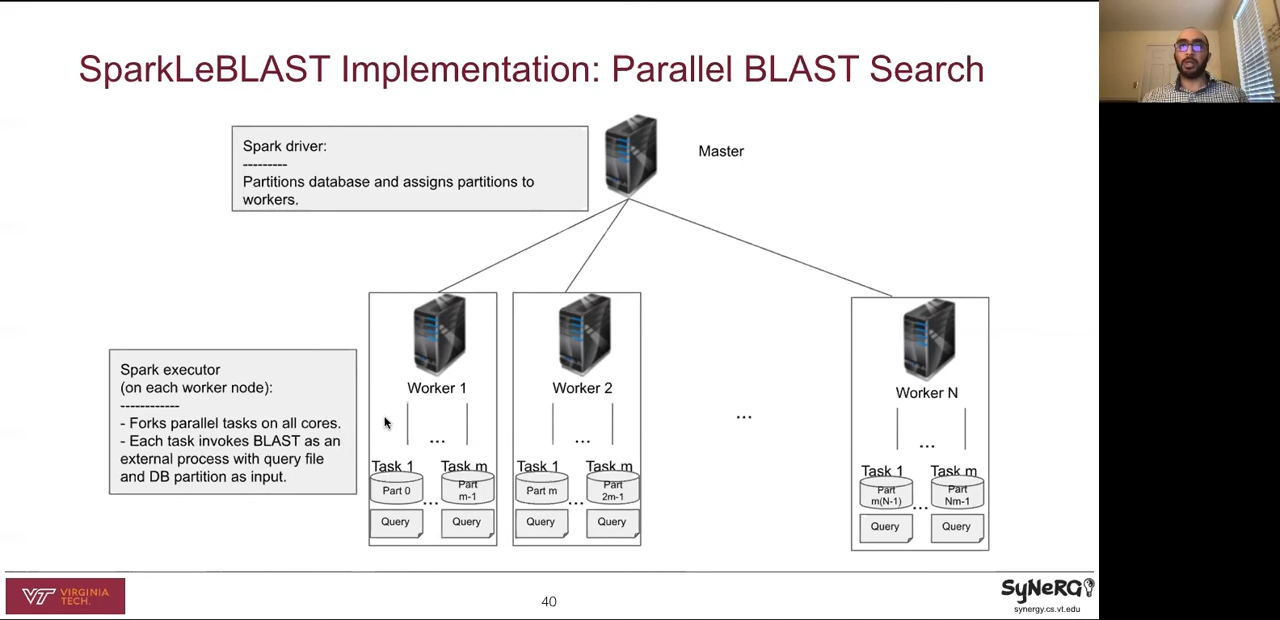 SparkLeBLAST Implementation: Parallel BLAST Search
Spark driver:
---------
Partitions database and assigns partitions to
workers.
Master
Spark executor
(on each worker node):
------------
- Forks parallel tasks on all cores.
- Each task invokes BLAST as an
external process with query file
and DB partition as input.
Worker 1
...
Task 1 Task m
Part 0
...
Part
m-1
Query Query
Worker 2
...
Task 1 Task m
Part m
...
Part
2m-1
Query Query
...
Worker N
...
Task 1 Task m
Part
m(N-1)
...
Part
Nm-1
Query Query
VT VIRGINIA
TECH.
40
SyNeRGy
synergy.cs.vt.edu